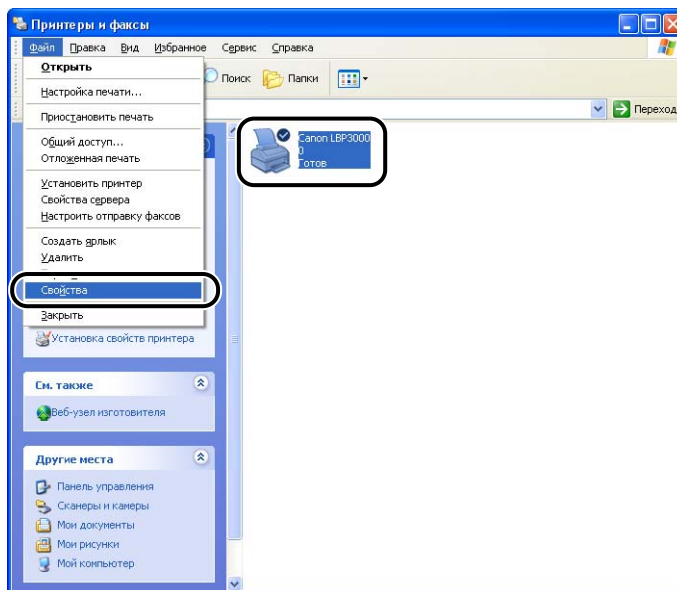 Принтеры и факсы
Файл Правка Вид Избранное Сервис Справка
Открыть
Настройка печати...
Приостановить печать
Общий доступ...
Отложенная печать
Установить принтер
Свойства сервера
Настроить отправку факсов
Создать ярлык
Удалить
Свойства
Закрыть
Поиск Папки
Переход
Canon LBP3000
0
Готов
Установка свойств принтера
См. также
Веб-узел изготовителя
Другие места
Панель управления
Сканеры и камеры
Мои документы
Мои рисунки
Мой компьютер